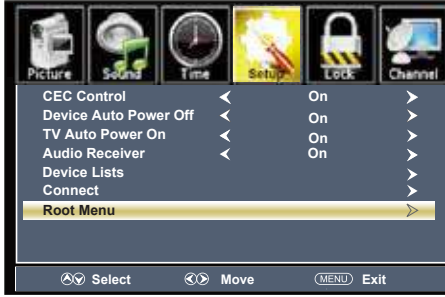 Picture Sound Time Setup Lock Channel
CEC Control On
Device Auto Power Off On
TV Auto Power On On
Audio Receiver On
Device Lists
Connect
Root Menu
Select Move MENU Exit